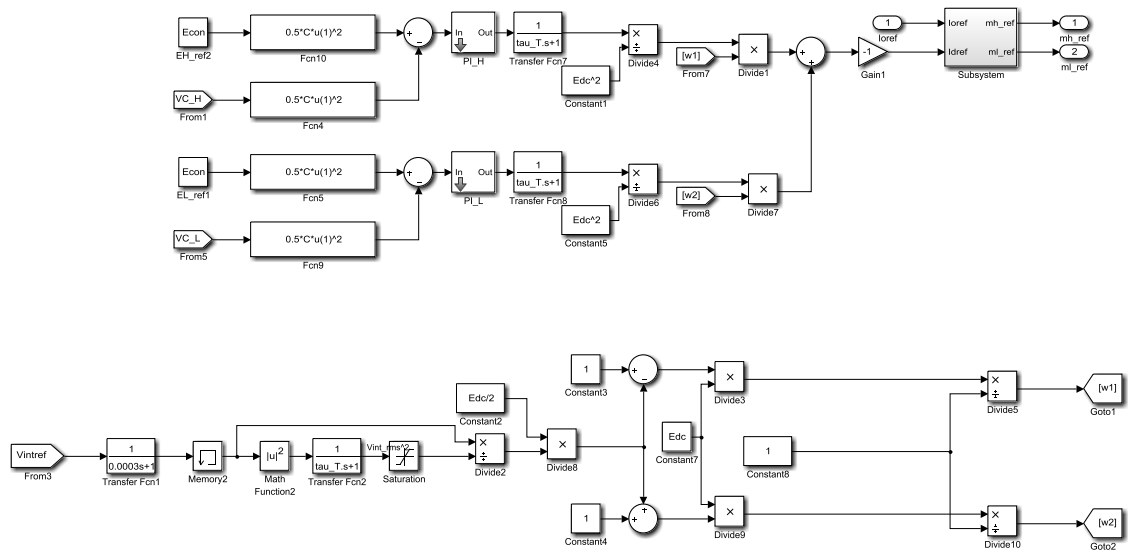 Econ
EH_ref2
0.5*C*u(1)^2
Fcn10
In Out
PI_H
1
tau_T.s+1
Transfer Fcn7
Divide4
[w1]
From7
Divide1
-1
Gain1
1
Ioref
Ioref
Idref
mh_ref
ml_ref
Subsystem
1
mh_ref
2
ml_ref
VC_H
From1
0.5*C*u(1)^2
Fcn4
Edc^2
Constant1
Econ
EL_ref1
0.5*C*u(1)^2
Fcn5
In Out
PI_L
1
tau_T.s+1
Transfer Fcn8
Divide6
[w2]
From8
Divide7
VC_L
From5
0.5*C*u(1)^2
Fcn9
Edc^2
Constant5
1
Constant3
Divide3
Divide5
[w1]
Goto1
Edc/2
Constant2
Edc
Constant7
1
Constant8
Vintref
From3
1
0.0003s+1
Transfer Fcn1
Memory2
|u|^2
Math
Function2
1
tau_T.s+1
Transfer Fcn2
Vint_rms^2
Saturation
Divide2
Divide8
1
Constant4
Divide9
Divide10
[w2]
Goto2